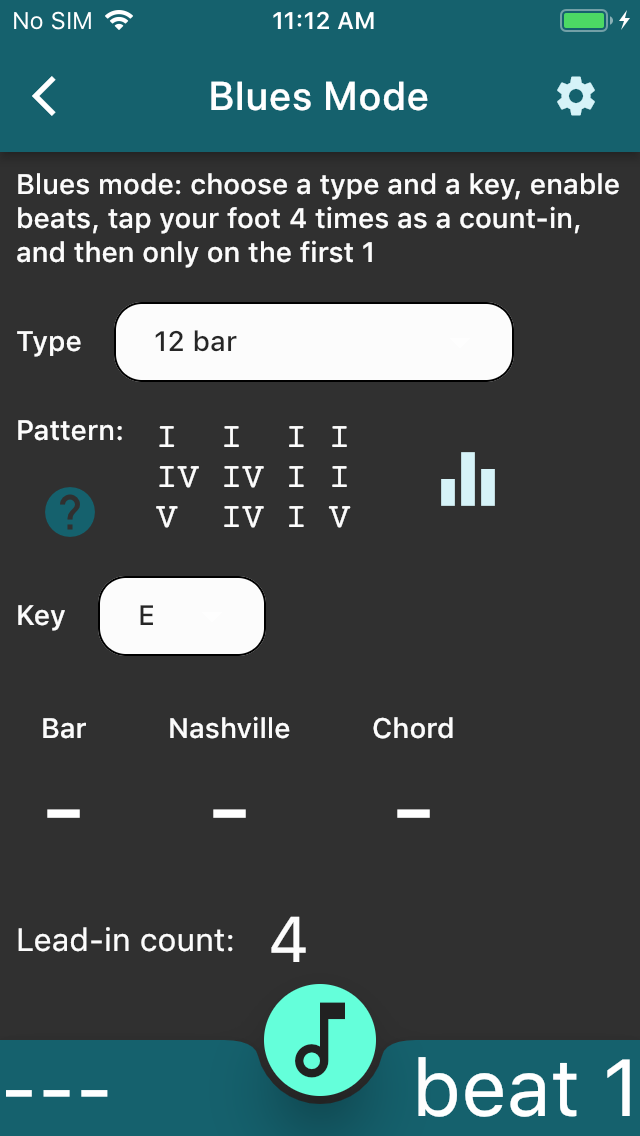 No SIM 11:12 AM
Blues Mode
Blues mode: choose a type and a key, enable
beats, tap your foot 4 times as a count-in,
and then only on the first 1
Type 12 bar
Pattern: I I I I
IV IV I I
? V IV I V
Key E
Bar Nashville Chord
– – –
Lead-in count: 4
--- beat 1